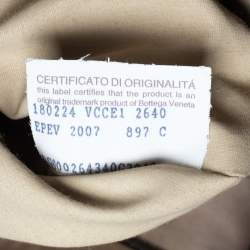 CERTIFICATO DI ORIGINALITÁ
this label certifies that the product is an
original trademark product of Bottega Veneta
180224 VCCE1 2640
EPEV 2007 897 C